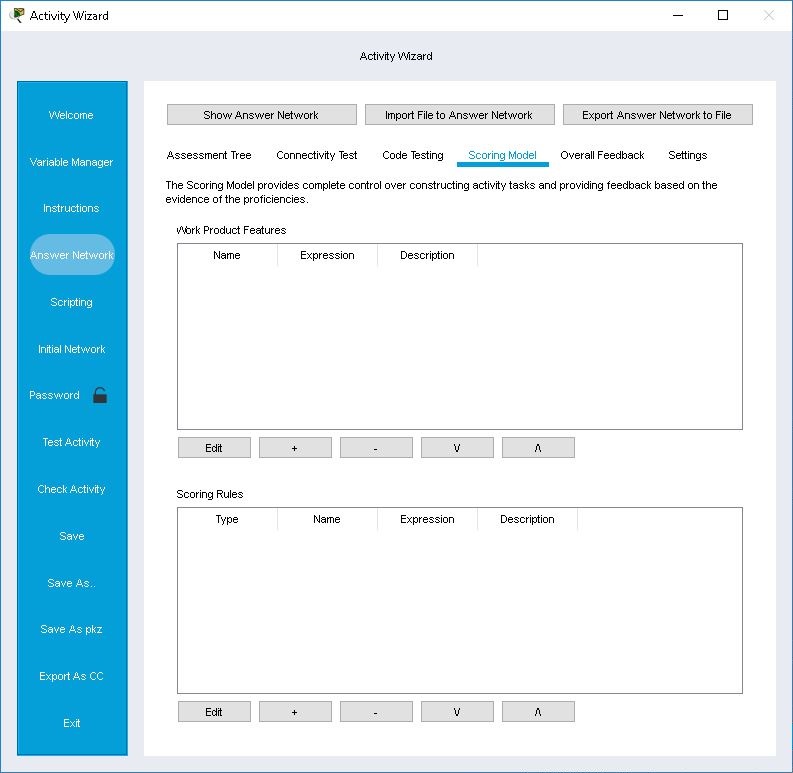 Activity Wizard
Activity Wizard
Welcome
Variable Manager
Instructions
Answer Network
Scripting
Initial Network
Password
Test Activity
Check Activity
Save
Save As..
Save As pkz
Export As CC
Exit
Show Answer Network
Import File to Answer Network
Export Answer Network to File
Assessment Tree
Connectivity Test
Code Testing
Scoring Model
Overall Feedback
Settings
The Scoring Model provides complete control over constructing activity tasks and providing feedback based on the
evidence of the proficiencies.
Work Product Features
Name Expression Description
Edit + - V Λ
Scoring Rules
Type Name Expression Description
Edit + - V Λ